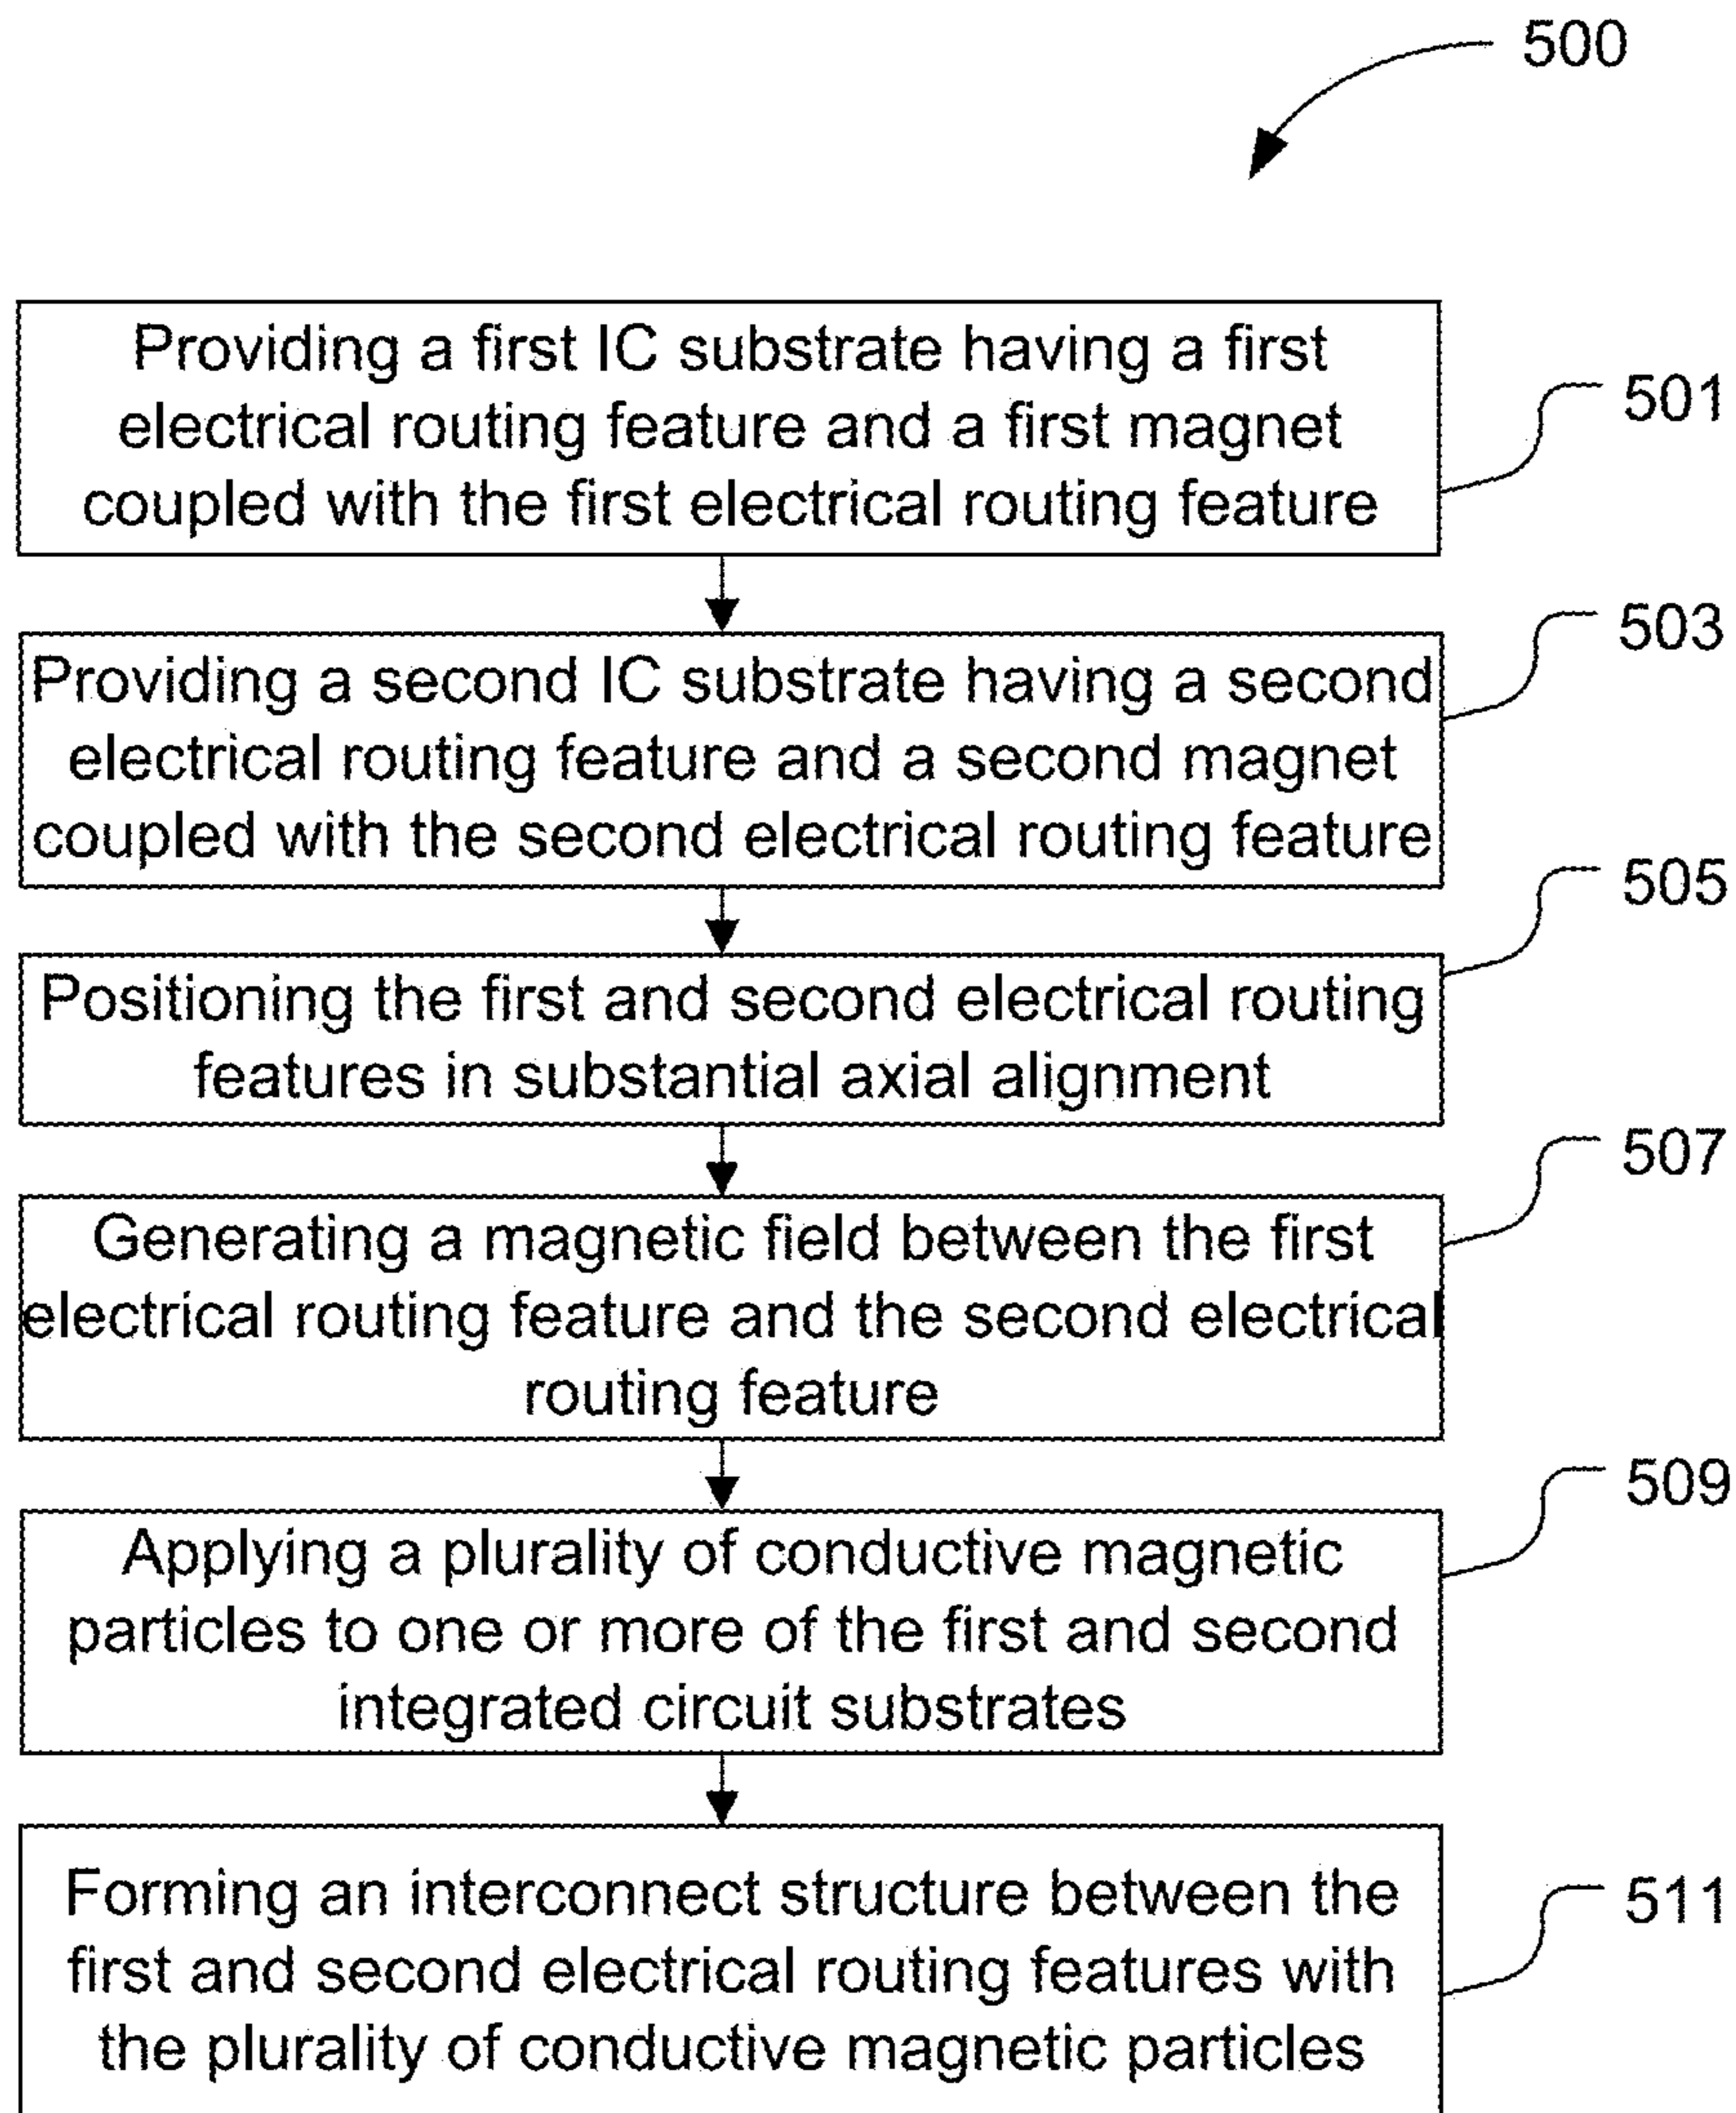 500
Providing a first IC substrate having a first
electrical routing feature and a first magnet
coupled with the first electrical routing feature
501
Providing a second IC substrate having a second
electrical routing feature and a second magnet
coupled with the second electrical routing feature
503
Positioning the first and second electrical routing
features in substantial axial alignment
505
Generating a magnetic field between the first
electrical routing feature and the second electrical
routing feature
507
Applying a plurality of conductive magnetic
particles to one or more of the first and second
integrated circuit substrates
509
Forming an interconnect structure between the
first and second electrical routing features with
the plurality of conductive magnetic particles
511